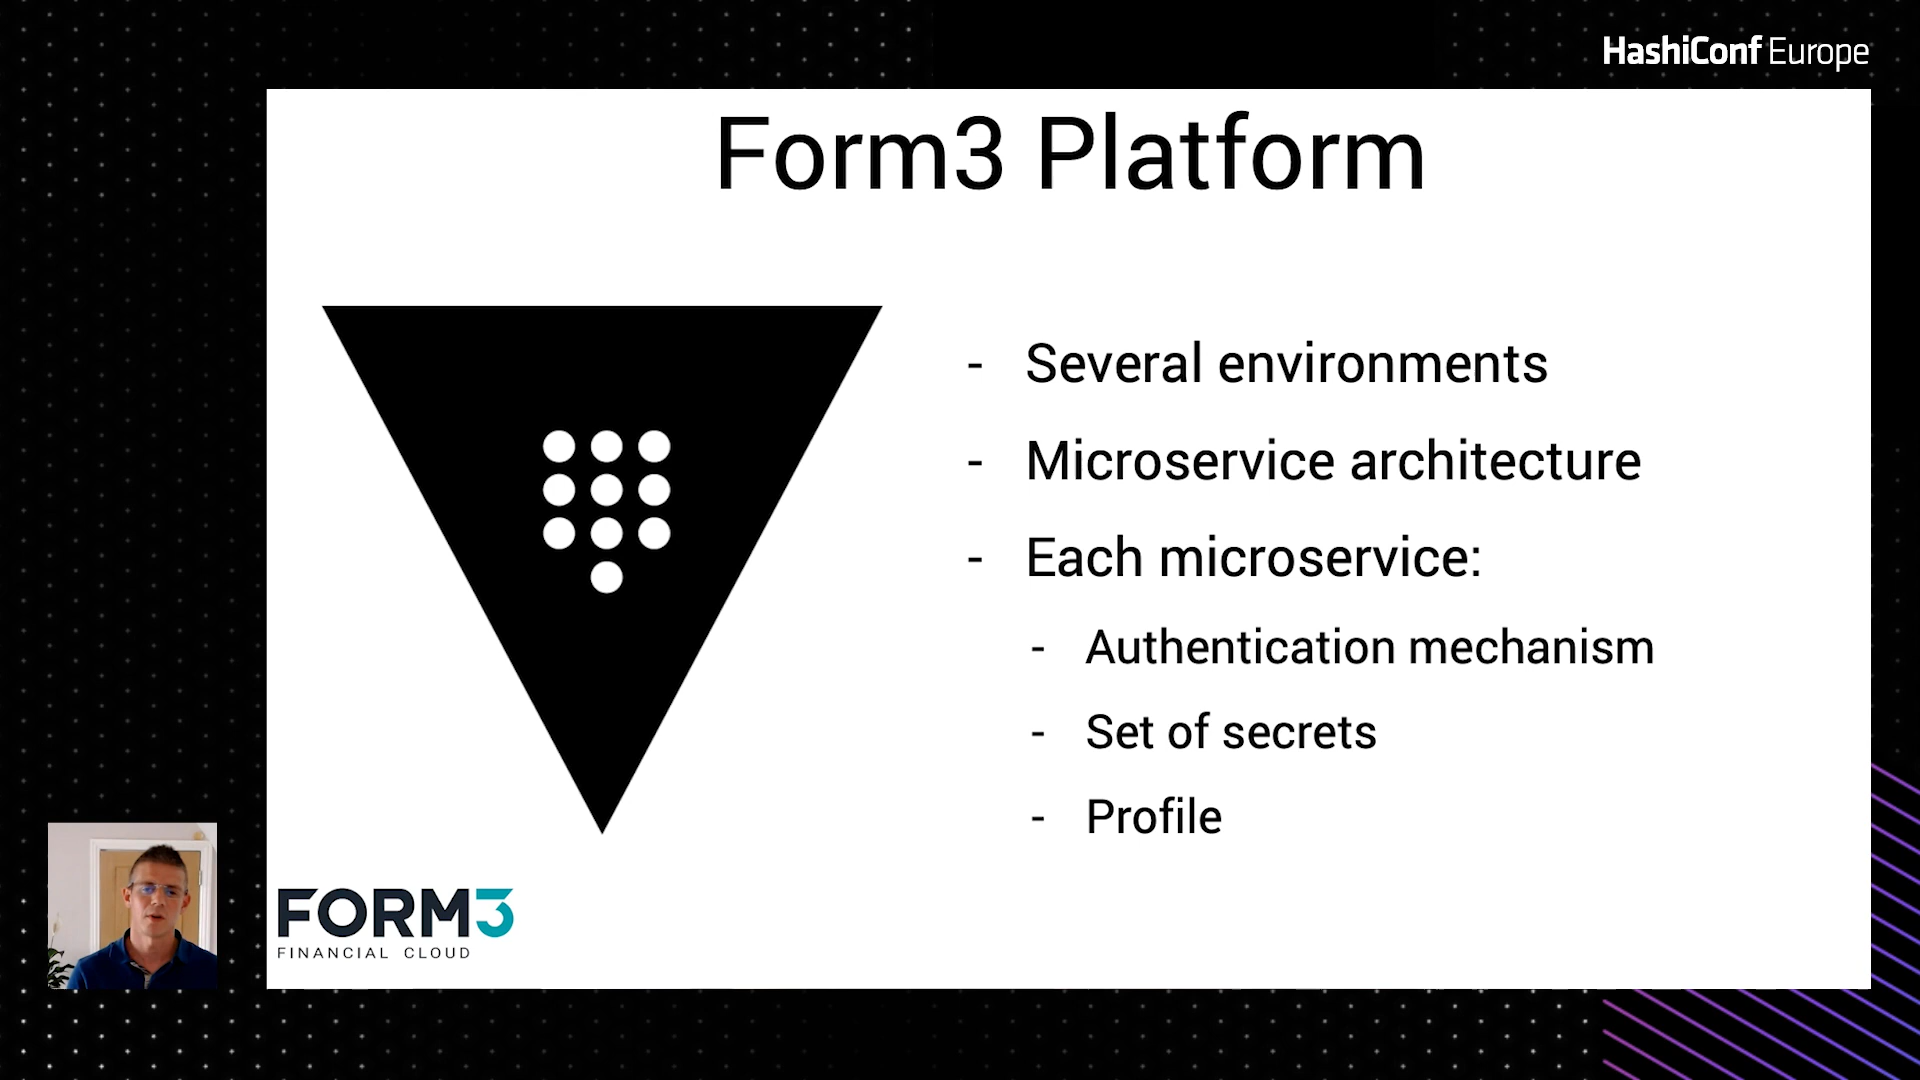 HashiConf Europe
Form3 Platform
- Several environments
- Microservice architecture
- Each microservice:
- Authentication mechanism
- Set of secrets
- Profile
FORM3
FINANCIAL CLOUD